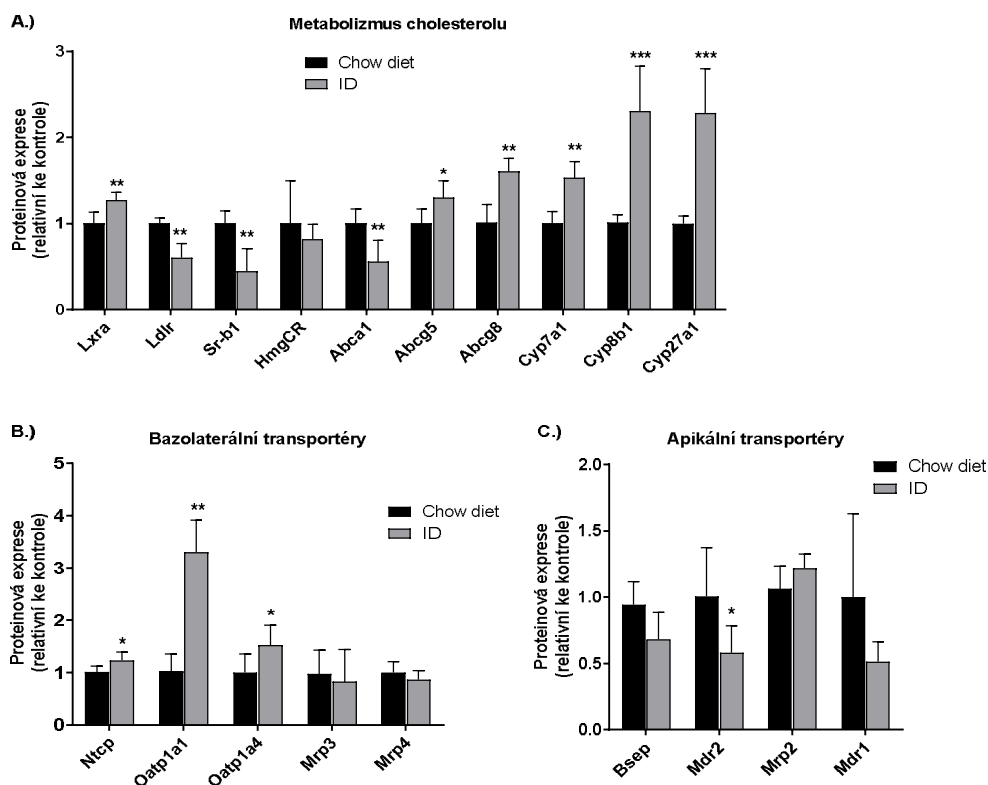 A.)
Metabolizmus cholesterolu
Proteinová exprese
(relativní ke kontrole)
3
2
1
0
Chow diet
ID
**
**
**
**
*
**
**
***
***
Lxra
Ldlr
Sr-b1
HmgCR
Abca1
Abcg5
Abcg8
Cyp7a1
Cyp8b1
Cyp27a1
B.)
Bazolaterální transportéry
Proteinová exprese
(relativní ke kontrole)
5
4
3
2
1
0
Chow diet
ID
*
**
*
Ntcp
Oatp1a1
Oatp1a4
Mrp3
Mrp4
C.)
Apikální transportéry
Proteinová exprese
(relativní ke kontrole)
2.0
1.5
1.0
0.5
0.0
Chow diet
ID
*
Bsep
Mdr2
Mrp2
Mdr1